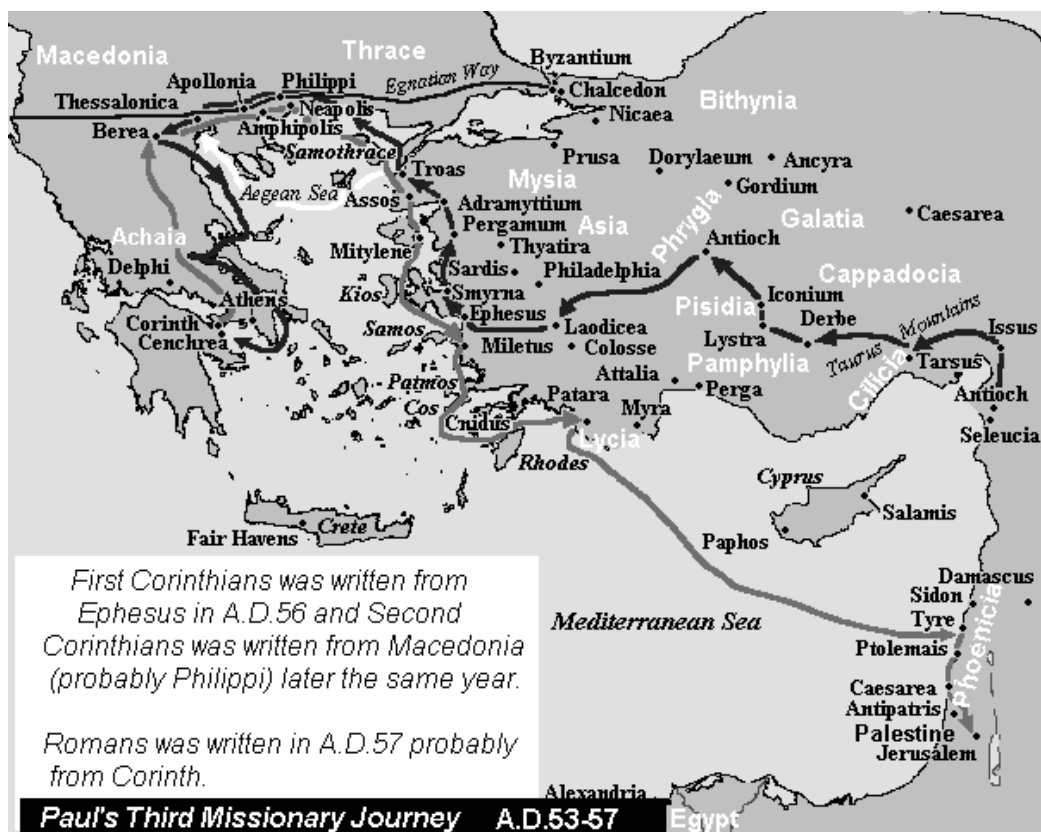 Macedonia
Thrace
Byzantium
Apollonia
Philippi
Egnatian Way
Chalcedon
Thessalonica
Neapolis
Bithynia
Berea
Amphipolis
Nicaea
Samothrace
Prusa
Dorylaeum
Ancyra
Troas
Mysia
Gordium
Aegean Sea
Assos
Adramyttium
Phrygla
Galatia
Caesarea
Pergamum
Asia
Achaia
Mitylene
Thyatira
Antioch
Delphi
Sardis
Philadelphia
Cappadocia
Kios
Smyrna
Iconium
Athens
Ephesus
Pisidia
Derbe
Mountains
Issus
Corinth
Samos
Laodicea
Lystra
Taurus
Cenchrea
Miletus
Colosse
Pamphylia
Cilicia
Tarsus
Patmos
Attalia
Perga
Antioch
Cos
Patara
Cnidus
Myra
Seleucia
Lycia
Rhodes
Cyprus
Crete
Salamis
Fair Havens
Paphos
First Corinthians was written from
Ephesus in A.D.56 and Second
Corinthians was written from Macedonia
(probably Philippi) later the same year.
Romans was written in A.D.57 probably
from Corinth.
Damascus
Sidon
Mediterranean Sea
Tyre
Ptolemais
Phoenicia
Caesarea
Antipatris
Palestine
Jerusálem
Alexandria
Egypt
Paul's Third Missionary Journey A.D.53-57